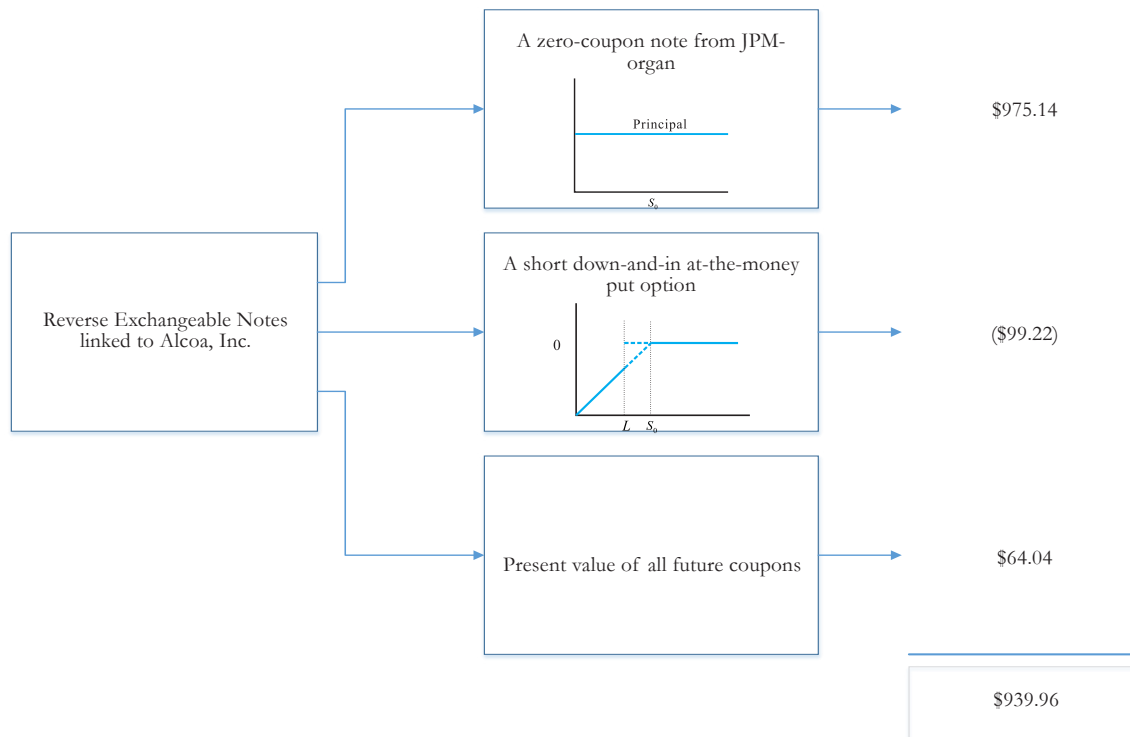 A zero-coupon note from JPM-
organ
Principal
S₀
$975.14
Reverse Exchangeable Notes
linked to Alcoa, Inc.
A short down-and-in at-the-money
put option
0
L S₀
($99.22)
Present value of all future coupons
$64.04
$939.96